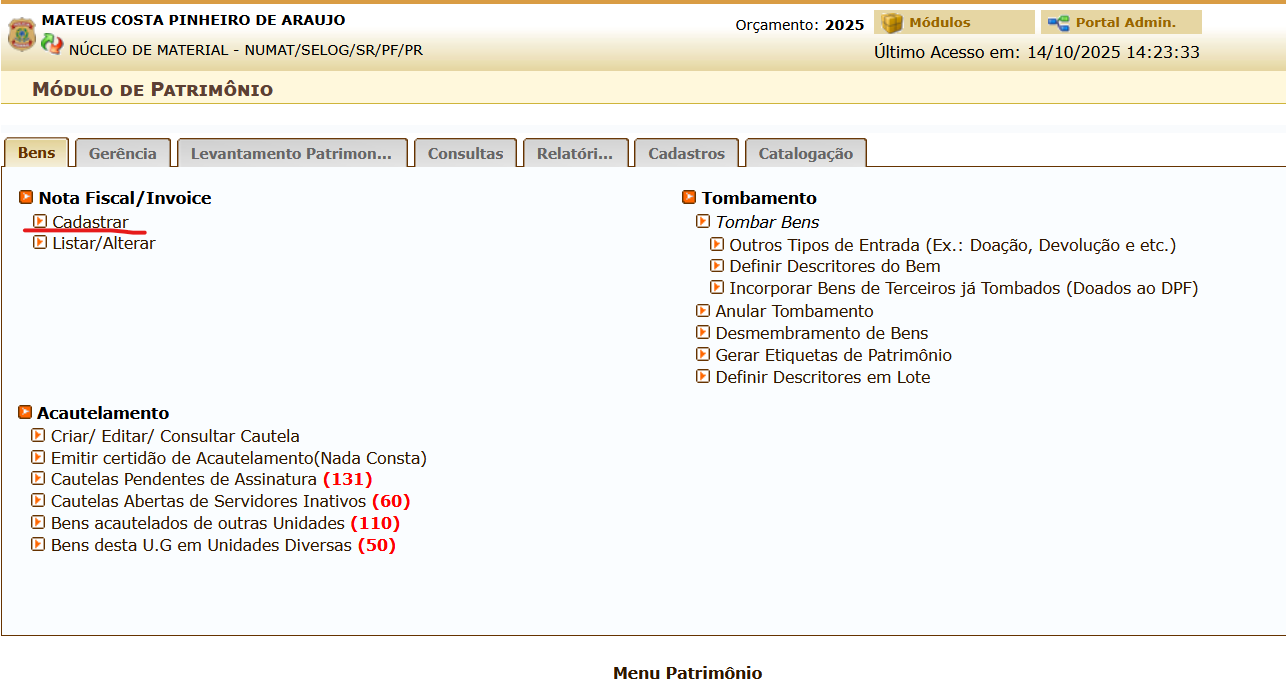 MATEUS COSTA PINHEIRO DE ARAUJO
Orçamento: 2025
Módulos
Portal Admin.
NÚCLEO DE MATERIAL - NUMAT/SELOG/SR/PF/PR
Último Acesso em: 14/10/2025 14:23:33
Módulo de Patrimônio
Bens
Gerência
Levantamento Patrimon...
Consultas
Relatóri...
Cadastros
Catalogação
Nota Fiscal/Invoice
Cadastrar
Listar/Alterar
Tombamento
Tombar Bens
Outros Tipos de Entrada (Ex.: Doação, Devolução e etc.)
Definir Descritores do Bem
Incorporar Bens de Terceiros já Tombados (Doados ao DPF)
Anular Tombamento
Desmembramento de Bens
Gerar Etiquetas de Patrimônio
Definir Descritores em Lote
Acautelamento
Criar/ Editar/ Consultar Cautela
Emitir certidão de Acautelamento(Nada Consta)
Cautelas Pendentes de Assinatura (131)
Cautelas Abertas de Servidores Inativos (60)
Bens acautelados de outras Unidades (110)
Bens desta U.G em Unidades Diversas (50)
Menu Patrimônio